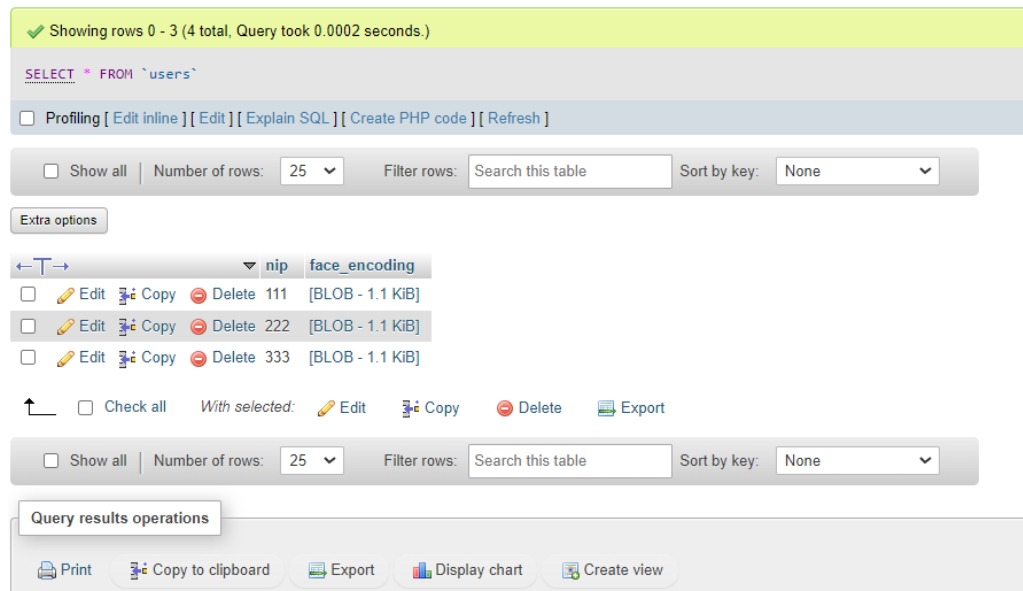 Showing rows 0 - 3 (4 total, Query took 0.0002 seconds.)
SELECT * FROM `users`
Profiling [ Edit inline ] [ Edit ] [ Explain SQL ] [ Create PHP code ] [ Refresh ]
Show all | Number of rows: 25 Filter rows: Search this table Sort by key: None
Extra options
nip face_encoding
Edit Copy Delete 111 [BLOB - 1.1 KiB]
Edit Copy Delete 222 [BLOB - 1.1 KiB]
Edit Copy Delete 333 [BLOB - 1.1 KiB]
Check all With selected: Edit Copy Delete Export
Show all | Number of rows: 25 Filter rows: Search this table Sort by key: None
Query results operations
Print Copy to clipboard Export Display chart Create view